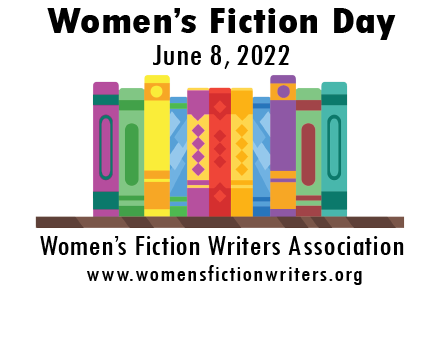 Women’s Fiction Day
June 8, 2022
Women’s Fiction Writers Association
www.womensfictionwriters.org